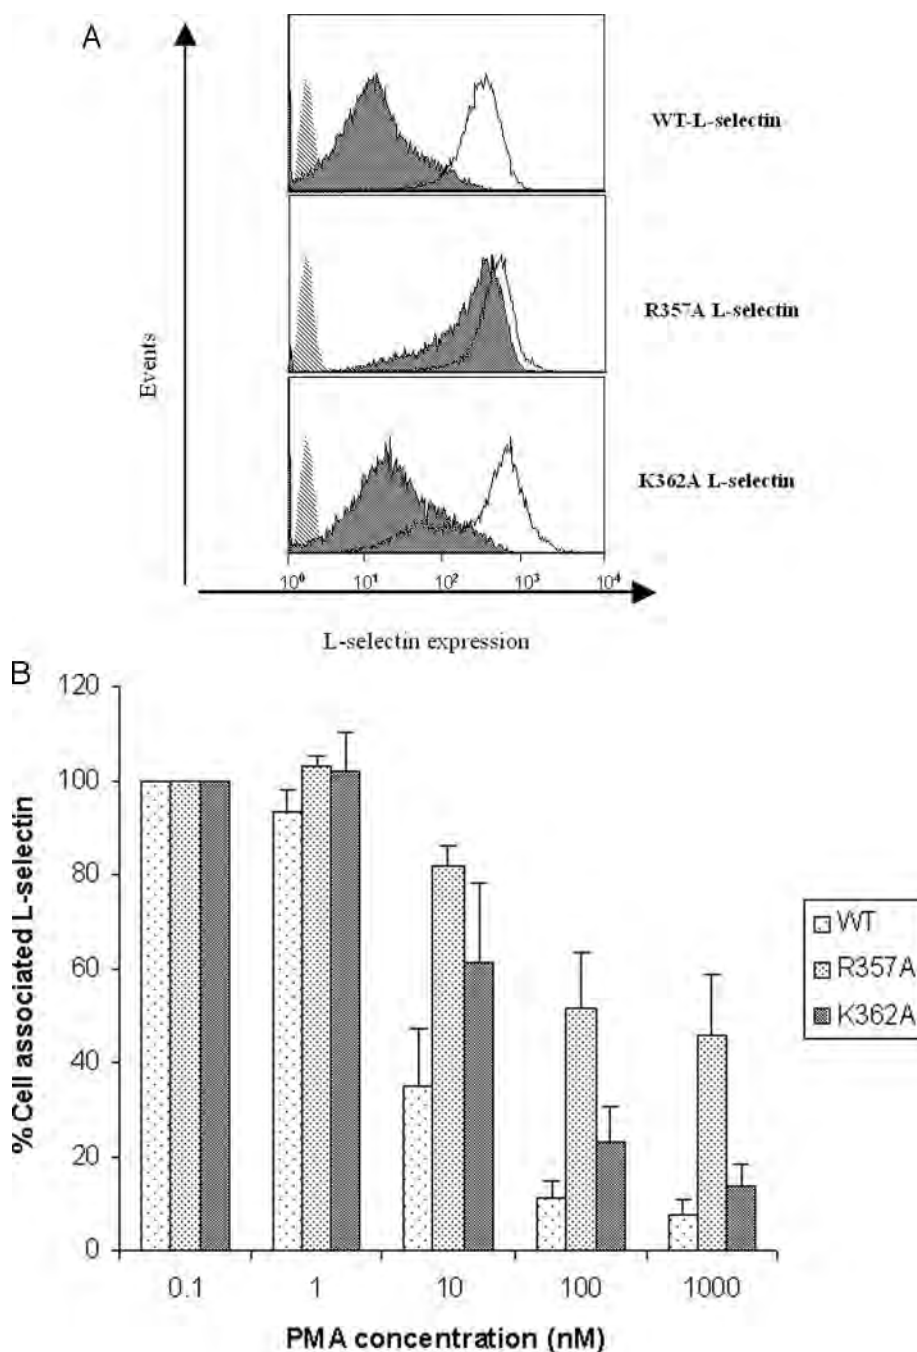 A
WT-L-selectin
R357A L-selectin
K362A L-selectin
Events
10⁰ 10¹ 10² 10³ 10⁴
L-selectin expression
B
% Cell associated L-selectin
120
100
80
60
40
20
0
0.1 1 10 100 1000
PMA concentration (nM)
WT
R357A
K362A